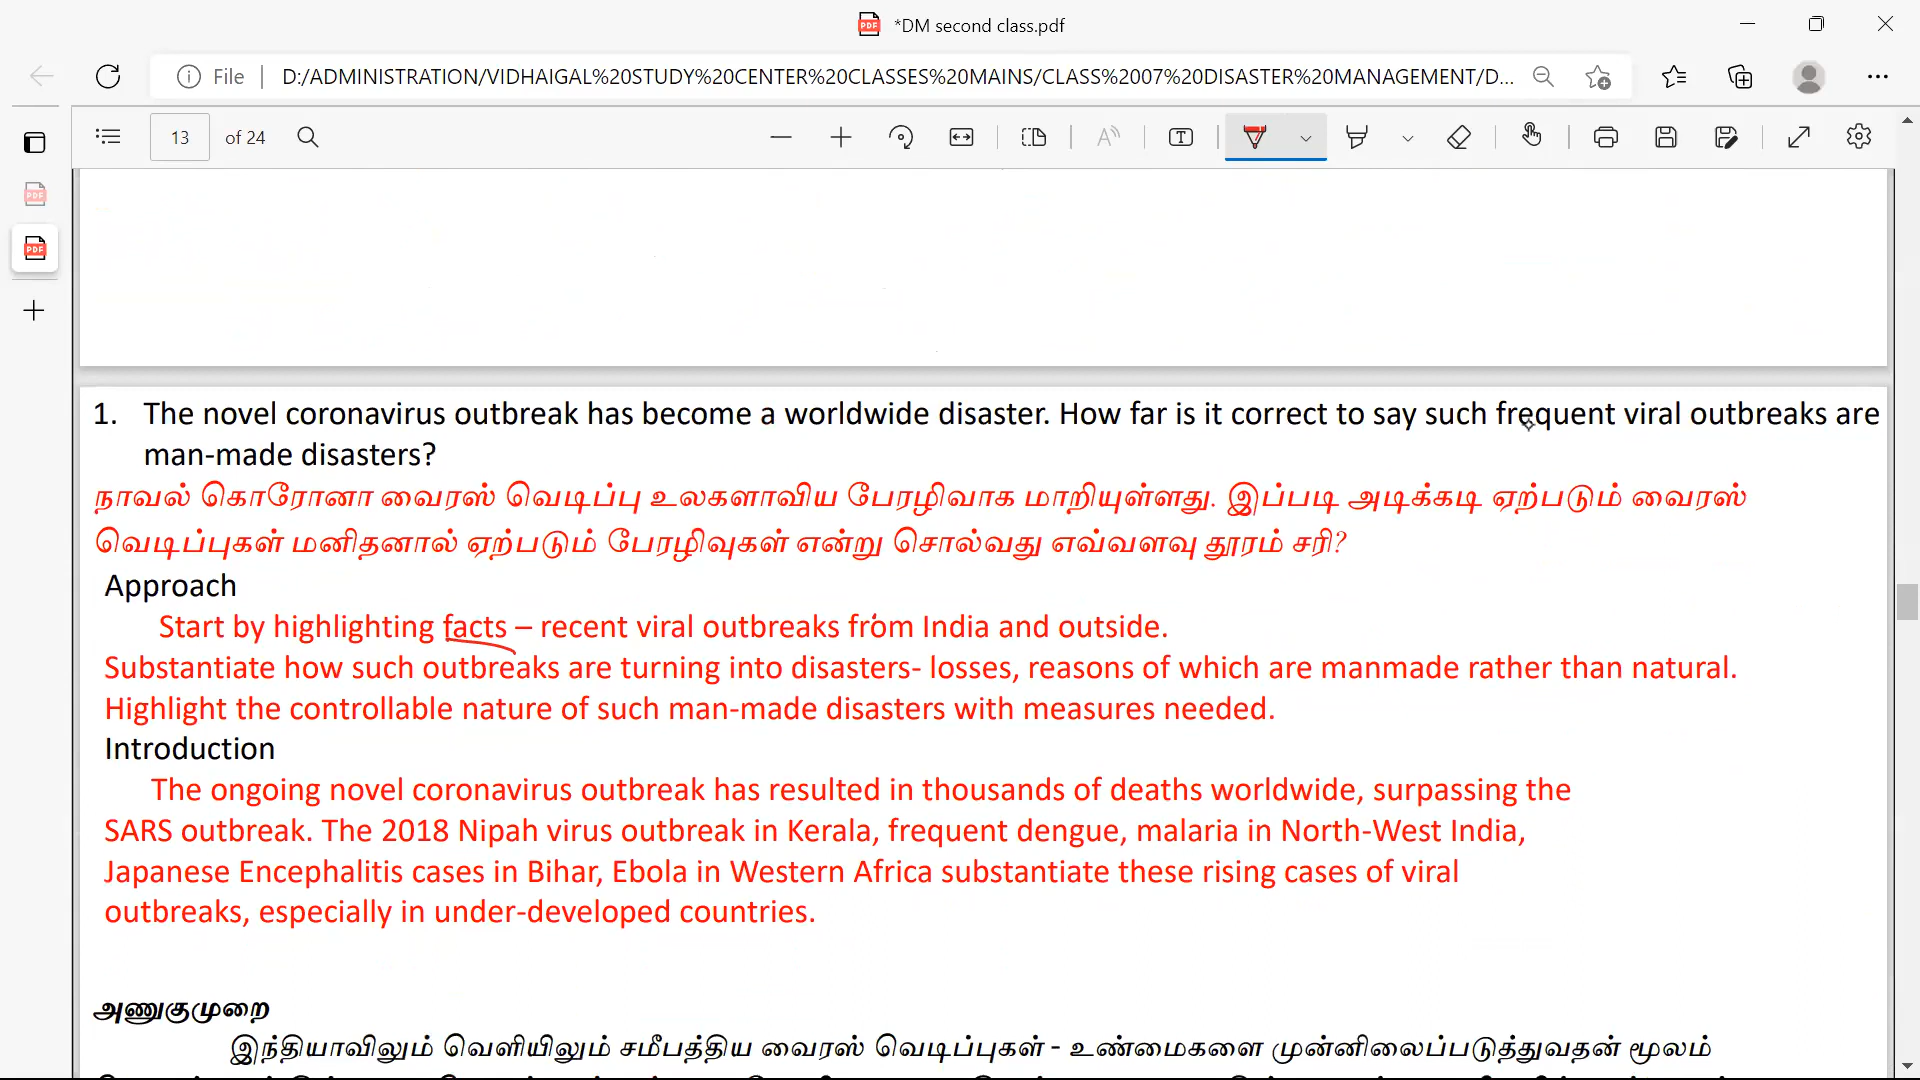 *DM second class.pdf
File
D:/ADMINISTRATION/VIDHAIGAL%20STUDY%20CENTER%20CLASSES%20MAINS/CLASS%2007%20DISASTER%20MANAGEMENT/D...
13 of 24
1. The novel coronavirus outbreak has become a worldwide disaster. How far is it correct to say such frequent viral outbreaks are
man-made disasters?
நாவல் கொரோனா வைரஸ் வெடிப்பு உலகளாவிய பேரழிவாக மாறியுள்ளது. இப்படி அடிக்கடி ஏற்படும் வைரஸ்
வெடிப்புகள் மனிதனால் ஏற்படும் பேரழிவுகள் என்று சொல்வது எவ்வளவு தூரம் சரி?
Approach
Start by highlighting facts – recent viral outbreaks from India and outside.
Substantiate how such outbreaks are turning into disasters- losses, reasons of which are manmade rather than natural.
Highlight the controllable nature of such man-made disasters with measures needed.
Introduction
The ongoing novel coronavirus outbreak has resulted in thousands of deaths worldwide, surpassing the
SARS outbreak. The 2018 Nipah virus outbreak in Kerala, frequent dengue, malaria in North-West India,
Japanese Encephalitis cases in Bihar, Ebola in Western Africa substantiate these rising cases of viral
outbreaks, especially in under-developed countries.
அணுகுமுறை
இந்தியாவிலும் வெளியிலும் சமீபத்திய வைரஸ் வெடிப்புகள் - உண்மைகளை முன்னிலைப்படுத்துவதன் மூலம்